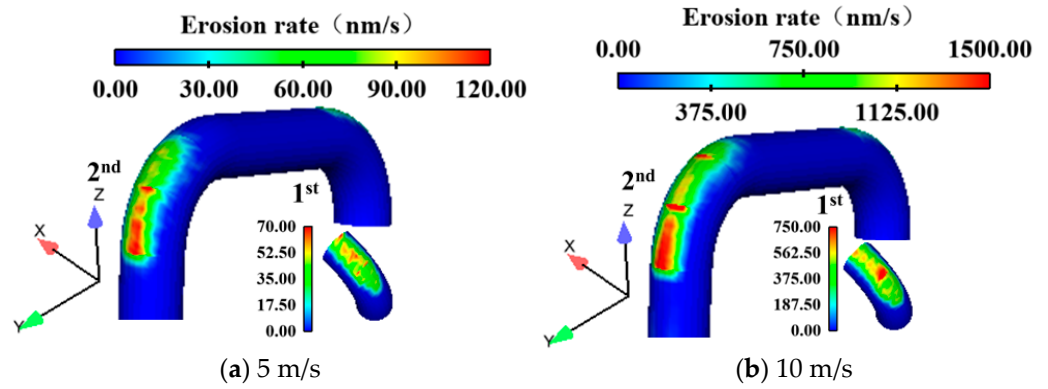 Erosion rate（nm/s）
0.00 30.00 60.00 90.00 120.00
2nd
1st
Z
X
Y
70.00
52.50
35.00
17.50
0.00
(a) 5 m/s
Erosion rate（nm/s）
0.00 750.00 1500.00
375.00 1125.00
2nd
1st
Z
X
Y
750.00
562.50
375.00
187.50
0.00
(b) 10 m/s